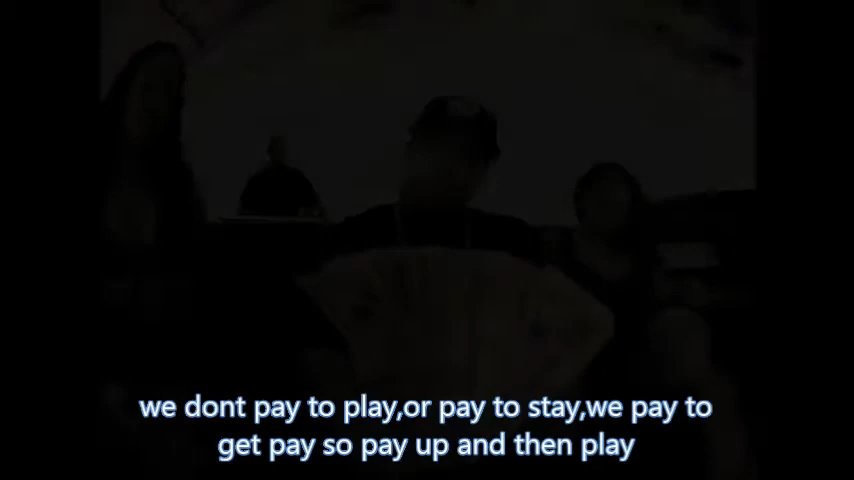 we dont pay to play,or pay to stay,we pay to
get pay so pay up and then play